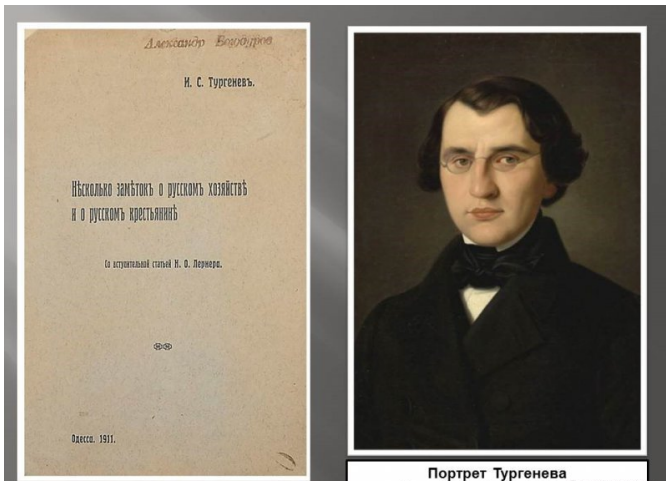 Александр
И. С. Тургеневъ.
Нѣсколько замѣтокъ о русскомъ хозяйствѣ
и о русскомъ крестьянинѣ
Со вступительной статьей Н. О. Лернера.
Одесса. 1911.
Портрет Тургенева